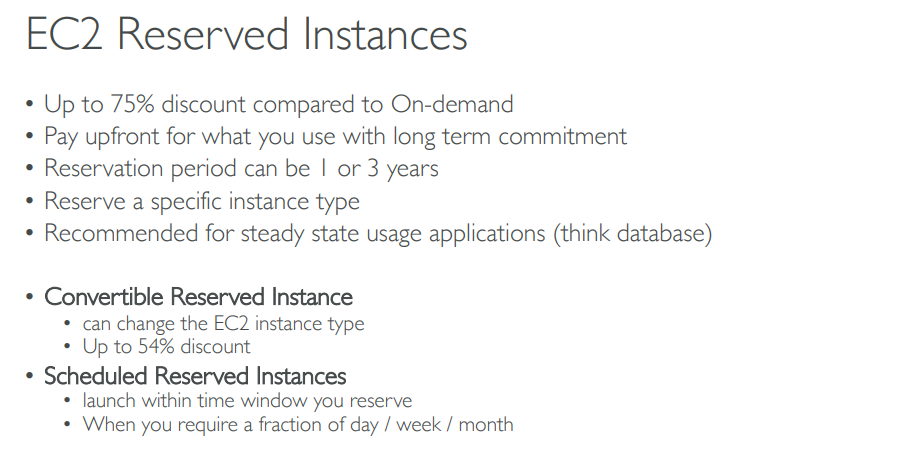 EC2 Reserved Instances
• Up to 75% discount compared to On-demand
• Pay upfront for what you use with long term commitment
• Reservation period can be 1 or 3 years
• Reserve a specific instance type
• Recommended for steady state usage applications (think database)
• Convertible Reserved Instance
• can change the EC2 instance type
• Up to 54% discount
• Scheduled Reserved Instances
• launch within time window you reserve
• When you require a fraction of day / week / month